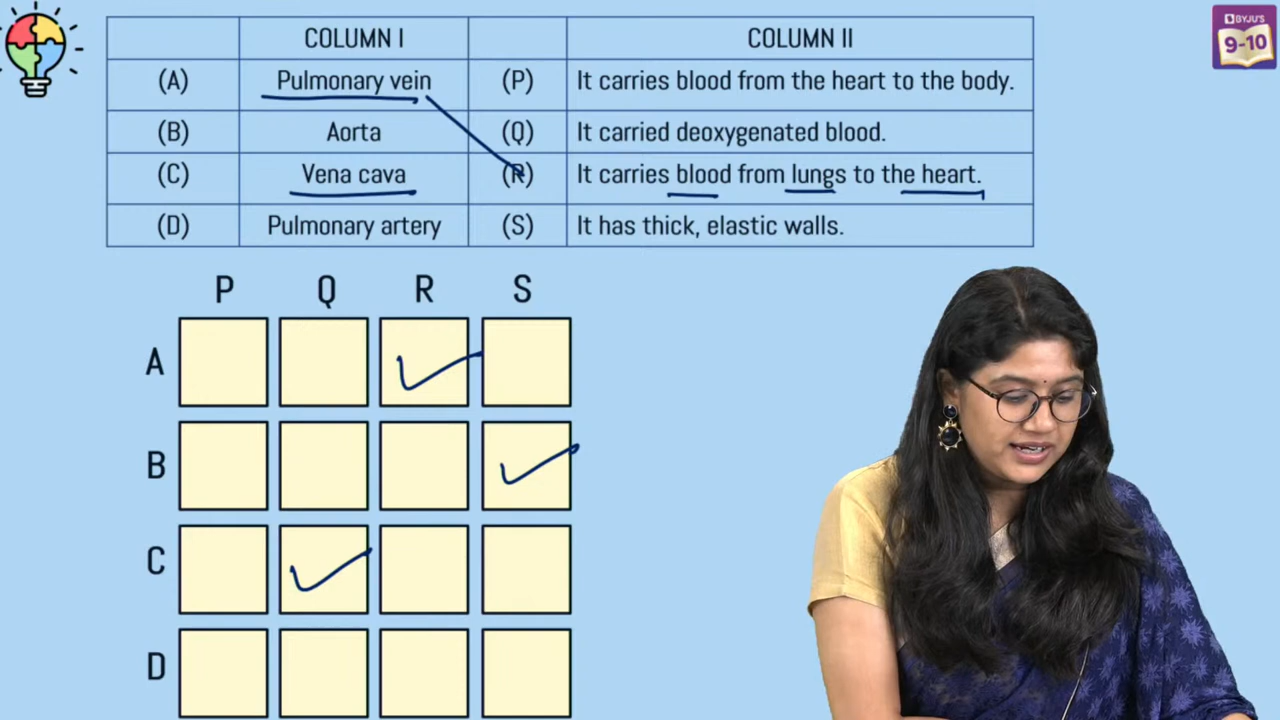 BYJU'S
9-10
COLUMN I COLUMN II
(A) Pulmonary vein (P) It carries blood from the heart to the body.
(B) Aorta (Q) It carried deoxygenated blood.
(C) Vena cava (R) It carries blood from lungs to the heart.
(D) Pulmonary artery (S) It has thick, elastic walls.
P Q R S
A
B
C
D